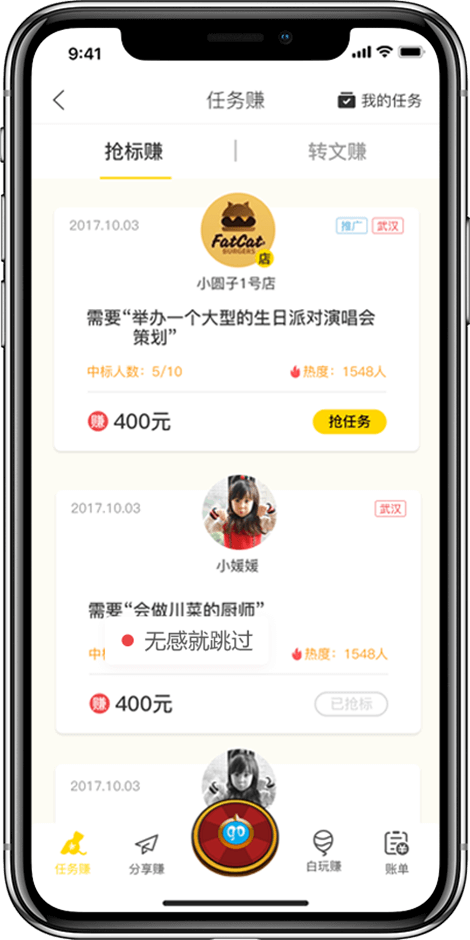 9:41
任务赚
我的任务
抢标赚
转文赚
2017.10.03
推广
武汉
FatCat
BURGERS
店
小圆子1号店
需要“举办一个大型的生日派对演唱会
策划”
中标人数：5/10
热度：1548人
赚
400元
抢任务
2017.10.03
武汉
小媛媛
需要“会做川菜的厨师”
无感就跳过
热度：1548人
赚
400元
已抢标
2017.10.03
go
任务赚
分享赚
白玩赚
账单